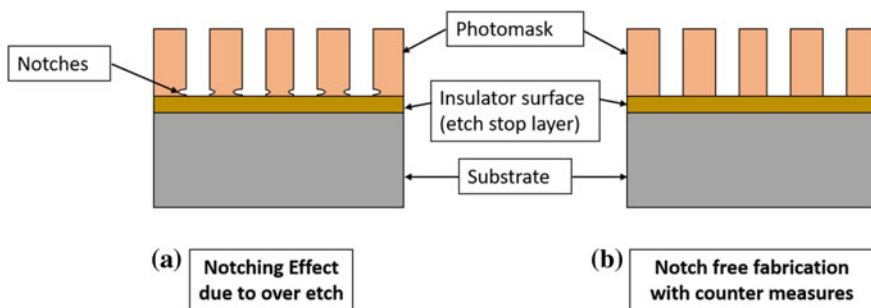 Photomask
Notches
Insulator surface
(etch stop layer)
Substrate
(a)
Notching Effect
due to over etch
(b)
Notch free fabrication
with counter measures